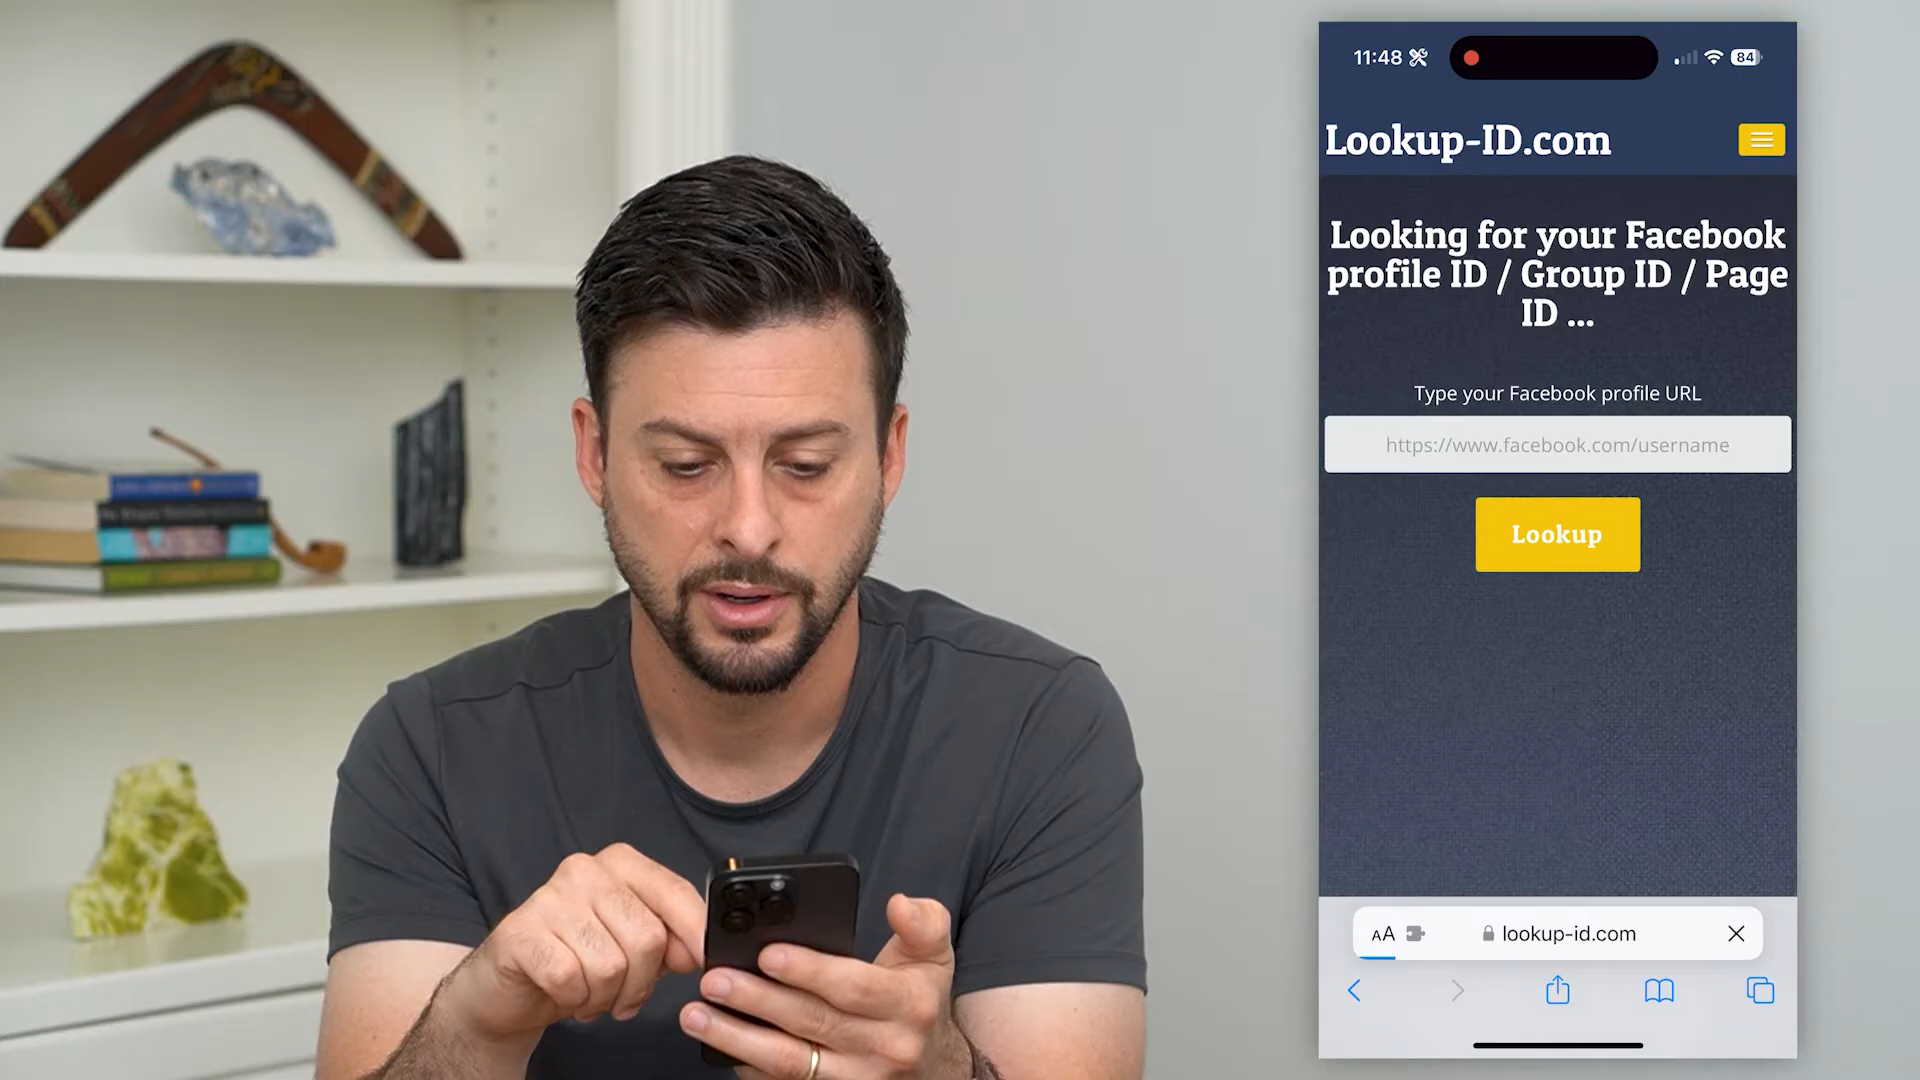 11:48
84
Lookup-ID.com
Looking for your Facebook
profile ID / Group ID / Page
ID ...
Type your Facebook profile URL
https://www.facebook.com/username
Lookup
AA
lookup-id.com